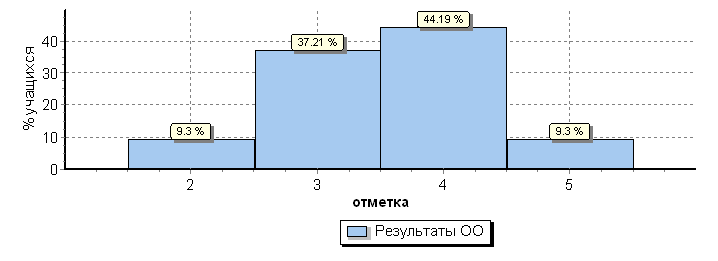 44.19 %
37.21 %
9.3 %
9.3 %
% учащихся
40
30
20
10
0
2 3 4 5
отметка
Результаты ОО